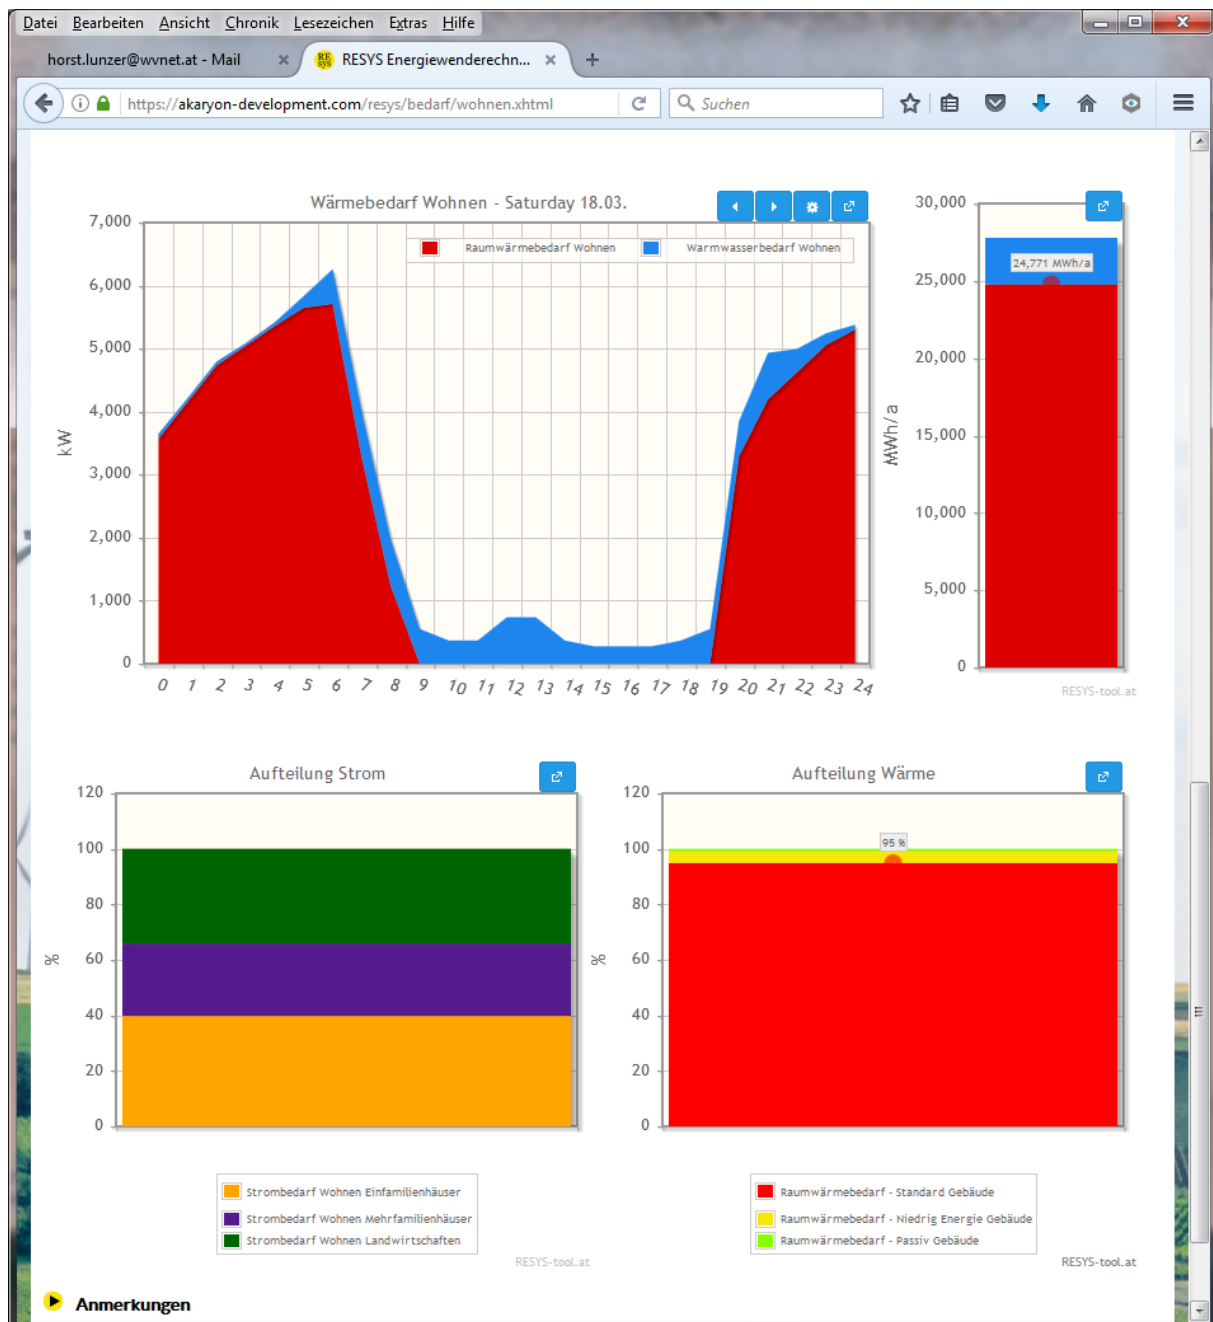 Datei Bearbeiten Ansicht Chronik Lesezeichen Extras Hilfe
horst.lunzer@wvnet.at - Mail × RESYS Energiewenderechn... × +
https://akaryon-development.com/resys/bedarf/wohnen.xhtml Suchen
Wärmebedarf Wohnen - Saturday 18.03.
Raumwärmebedarf Wohnen Warmwasserbedarf Wohnen
7,000
6,000
5,000
4,000
3,000
2,000
1,000
0
kW
0 1 2 3 4 5 6 7 8 9 10 11 12 13 14 15 16 17 18 19 20 21 22 23 24
30,000
25,000
20,000
15,000
10,000
5,000
0
MWh/a
24,771 MWh/a
RESYS-tool.at
Aufteilung Strom
120
100
80
60
40
20
0
%
Strombedarf Wohnen Einfamilienhäuser
Strombedarf Wohnen Mehrfamilienhäuser
Strombedarf Wohnen Landwirtschaften
RESYS-tool.at
Aufteilung Wärme
120
100
80
60
40
20
0
%
95 %
Raumwärmebedarf - Standard Gebäude
Raumwärmebedarf - Niedrig Energie Gebäude
Raumwärmebedarf - Passiv Gebäude
RESYS-tool.at
Anmerkungen